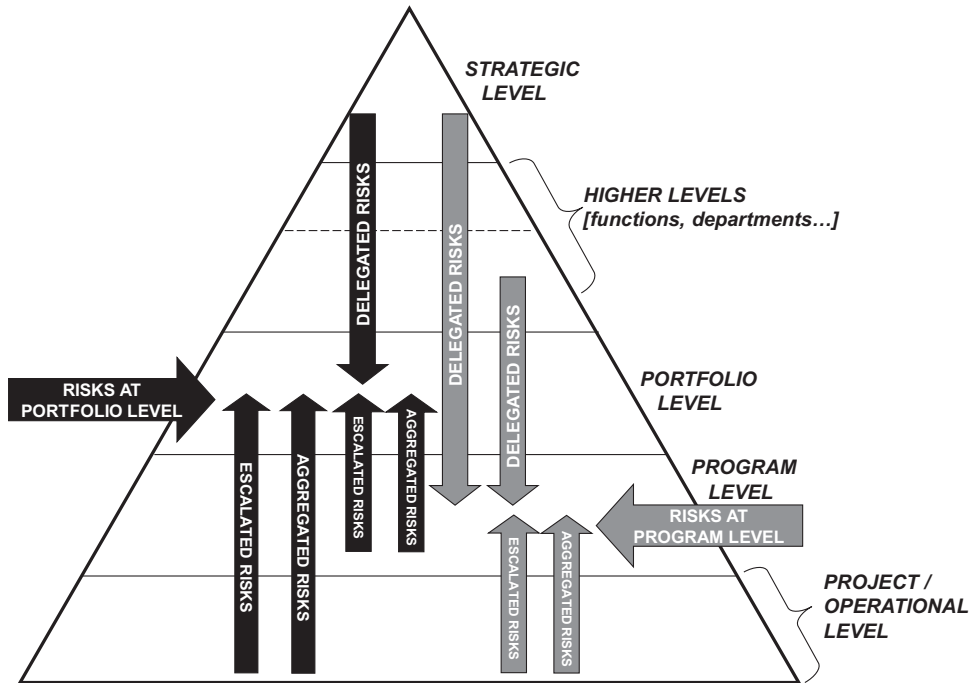 STRATEGIC
LEVEL
HIGHER LEVELS
[functions, departments…]
DELEGATED RISKS
DELEGATED RISKS
DELEGATED RISKS
PORTFOLIO
LEVEL
RISKS AT
PORTFOLIO LEVEL
ESCALATED RISKS
AGGREGATED RISKS
ESCALATED RISKS
AGGREGATED RISKS
PROGRAM
LEVEL
RISKS AT
PROGRAM LEVEL
ESCALATED RISKS
AGGREGATED RISKS
PROJECT /
OPERATIONAL
LEVEL